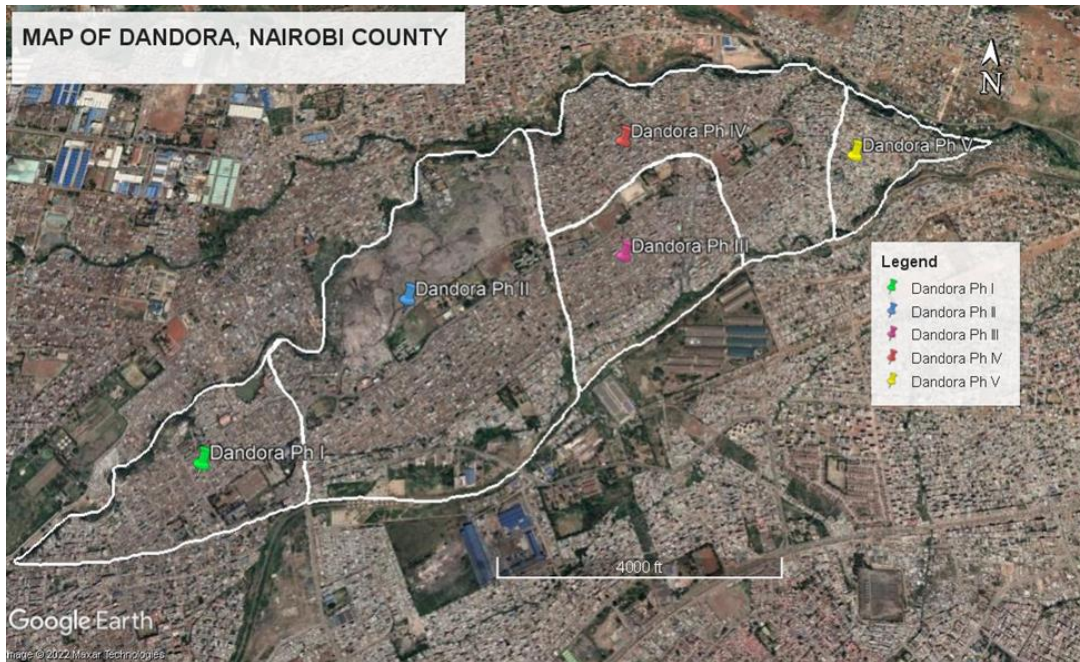 MAP OF DANDORA, NAIROBI COUNTY
N
Dandora Ph IV
Dandora Ph V
Dandora Ph III
Dandora Ph II
Dandora Ph I
Legend
Dandora Ph I
Dandora Ph II
Dandora Ph III
Dandora Ph IV
Dandora Ph V
4000 ft
Google Earth
Image © 2022 Maxar Technologies